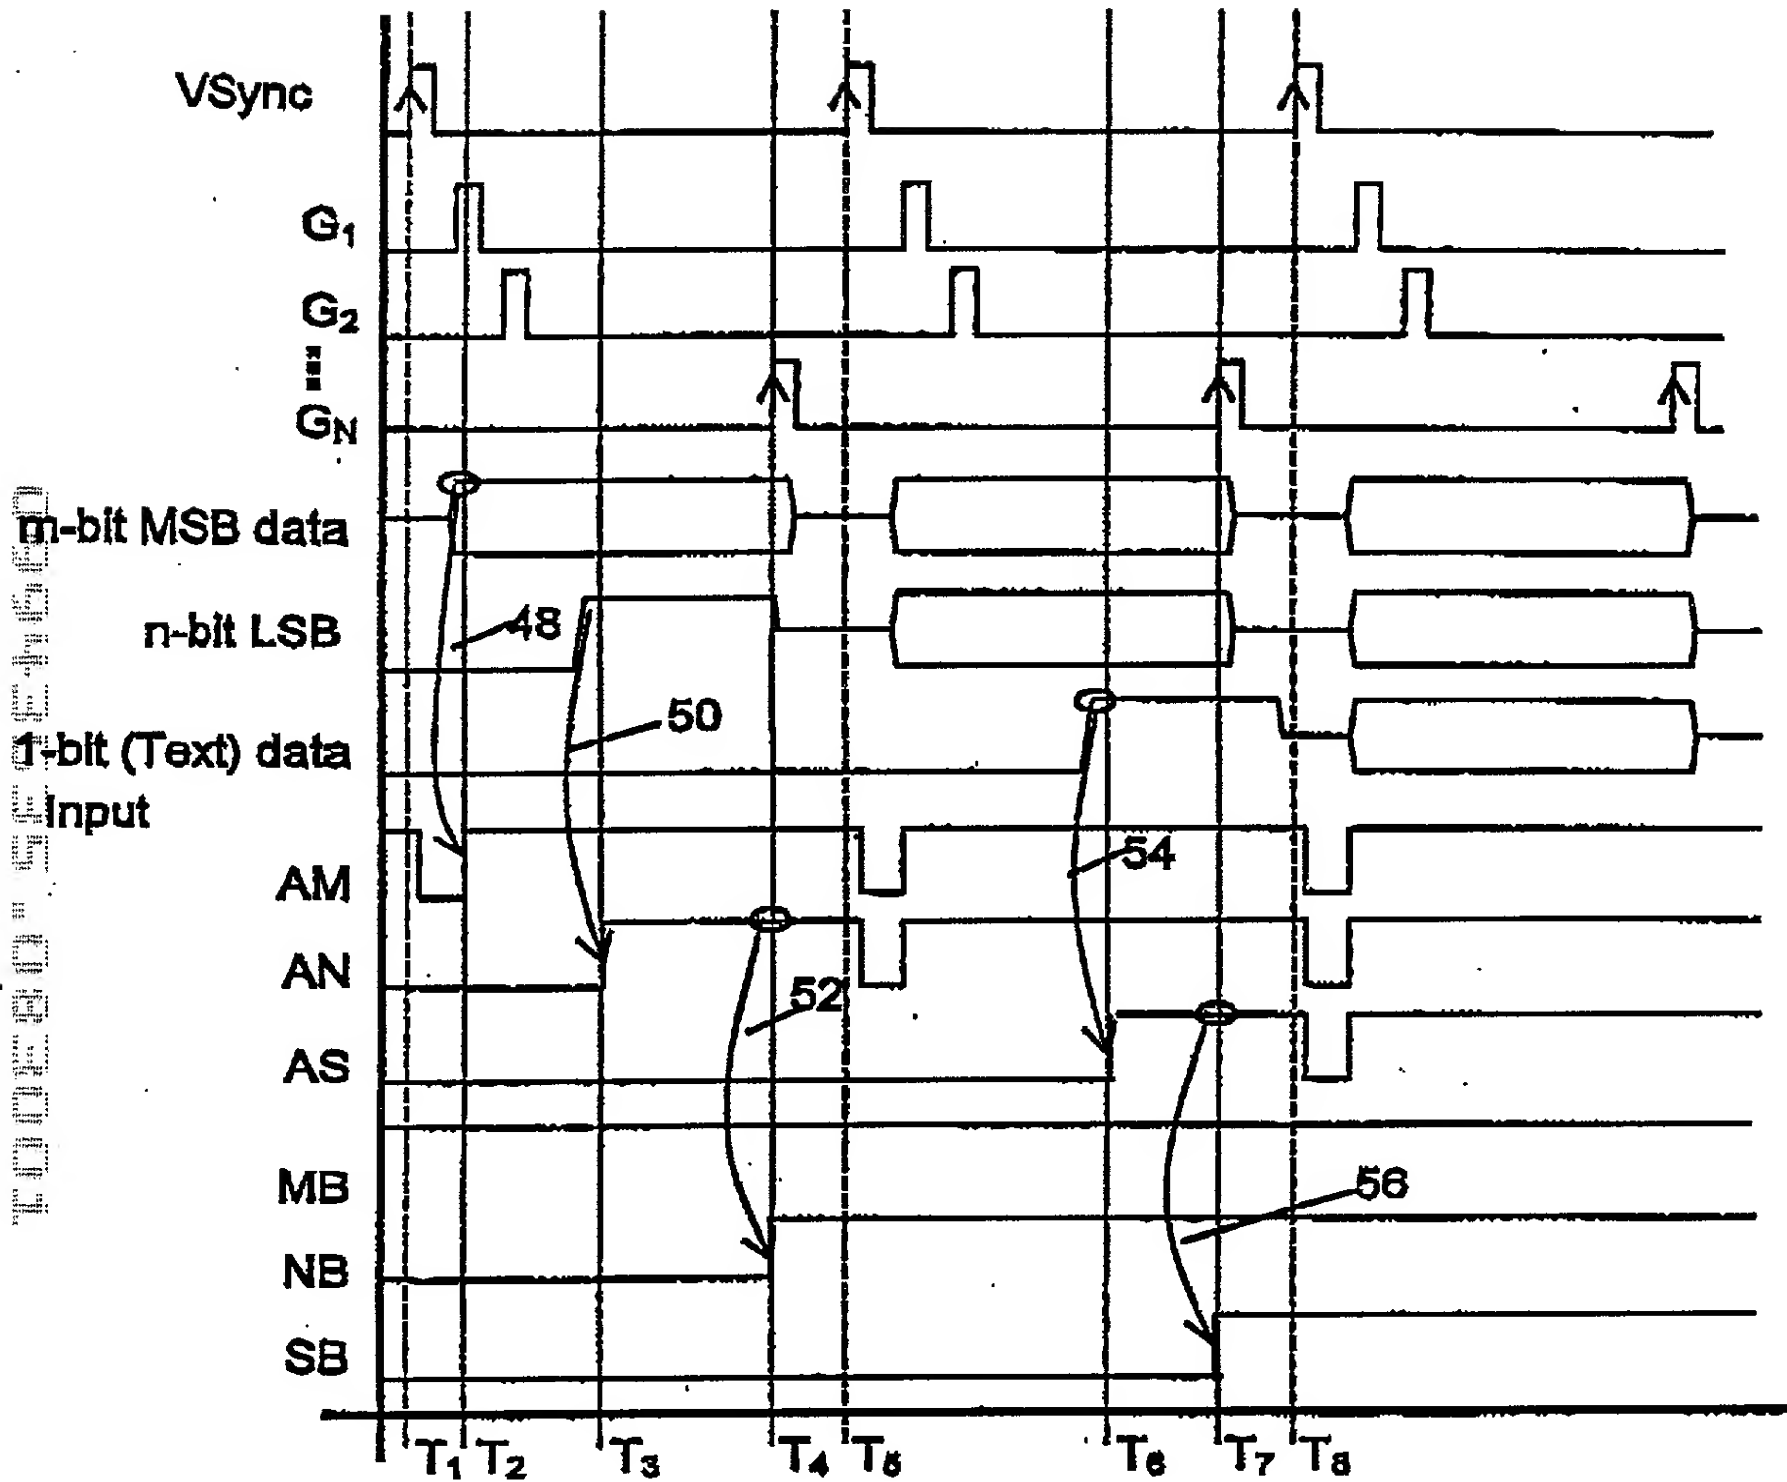 VSync
G₁
G₂
G_N
m-bit MSB data
n-bit LSB
48
50
1-bit (Text) data
Input
54
AM
AN
52
AS
MB
56
NB
SB
T₁ T₂ T₃ T₄ T₅ T₆ T₇ T₈